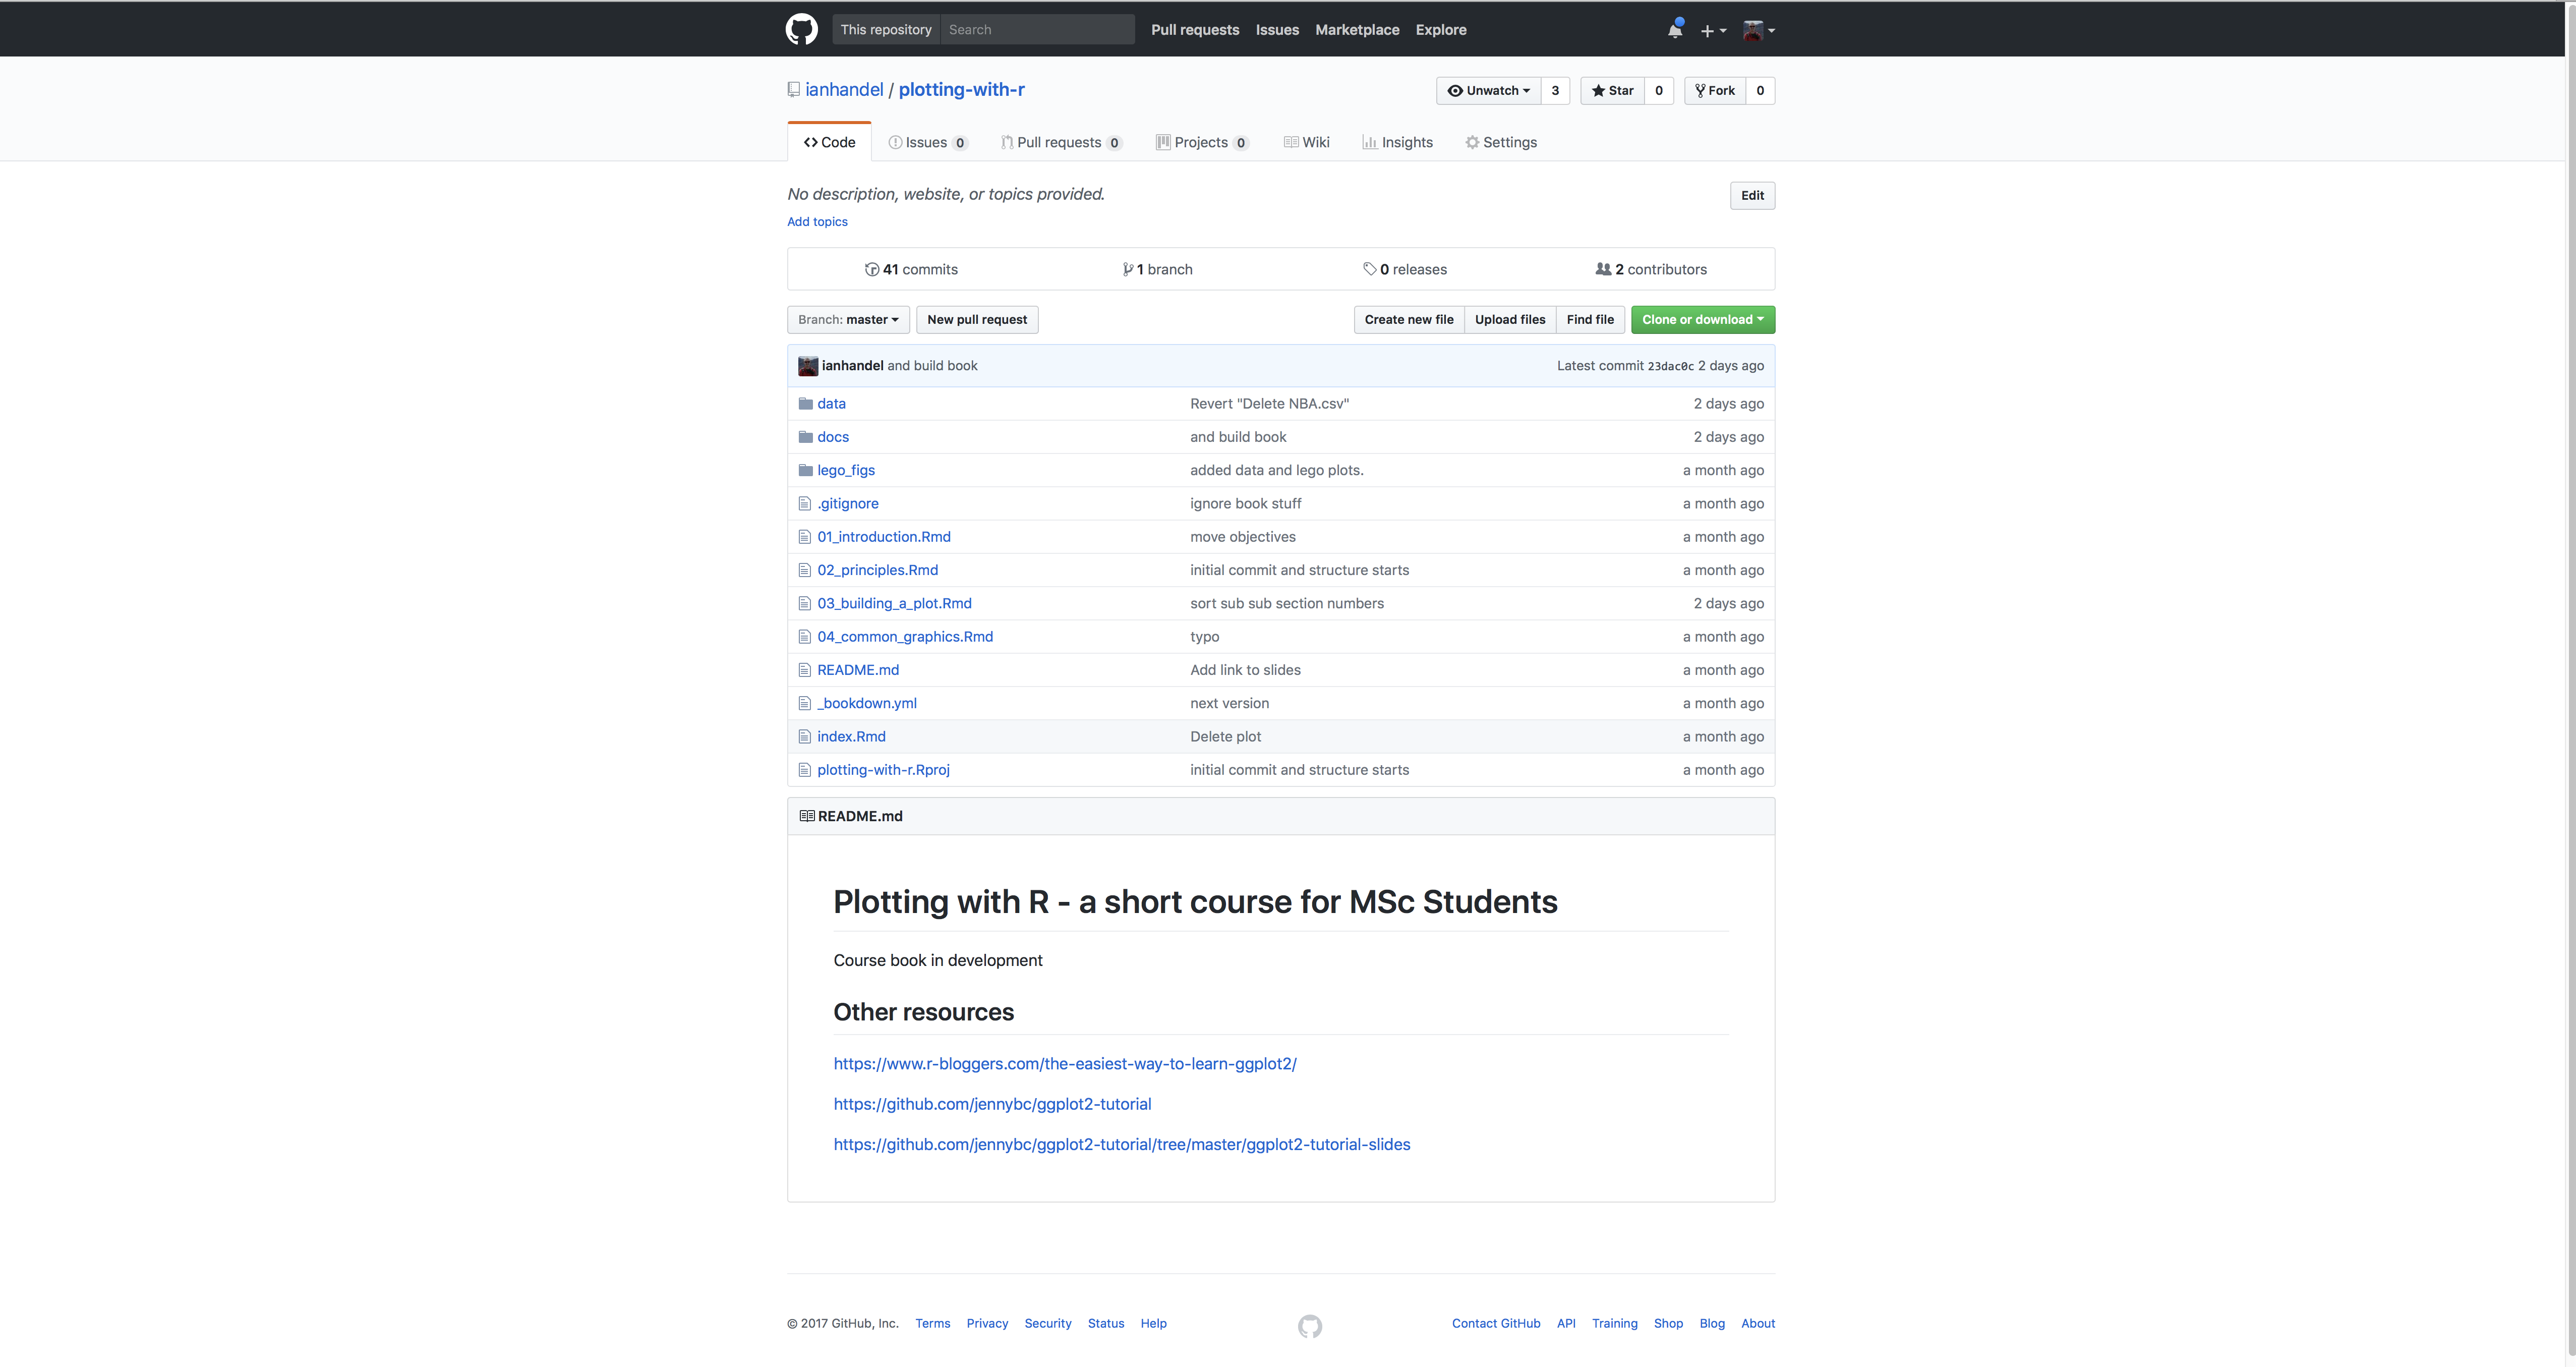 This repository Search Pull requests Issues Marketplace Explore
ianhandel / plotting-with-r Unwatch 3 Star 0 Fork 0
Code Issues 0 Pull requests 0 Projects 0 Wiki Insights Settings
No description, website, or topics provided. Edit
Add topics
41 commits 1 branch 0 releases 2 contributors
Branch: master New pull request Create new file Upload files Find file Clone or download
ianhandel and build book Latest commit 23dac0c 2 days ago
data Revert "Delete NBA.csv" 2 days ago
docs and build book 2 days ago
lego_figs added data and lego plots. a month ago
.gitignore ignore book stuff a month ago
01_introduction.Rmd move objectives a month ago
02_principles.Rmd initial commit and structure starts a month ago
03_building_a_plot.Rmd sort sub sub section numbers 2 days ago
04_common_graphics.Rmd typo a month ago
README.md Add link to slides a month ago
_bookdown.yml next version a month ago
index.Rmd Delete plot a month ago
plotting-with-r.Rproj initial commit and structure starts a month ago
README.md
Plotting with R - a short course for MSc Students
Course book in development
Other resources
https://www.r-bloggers.com/the-easiest-way-to-learn-ggplot2/
https://github.com/jennybc/ggplot2-tutorial
https://github.com/jennybc/ggplot2-tutorial/tree/master/ggplot2-tutorial-slides
© 2017 GitHub, Inc. Terms Privacy Security Status Help Contact GitHub API Training Shop Blog About